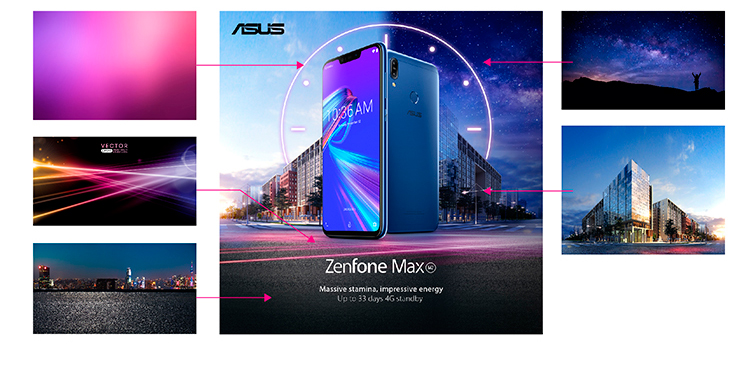 ASUS
VECTOR
10:36 AM
ASUS
Zenfone Max M2
Massive stamina, impressive energy
Up to 33 days 4G standby